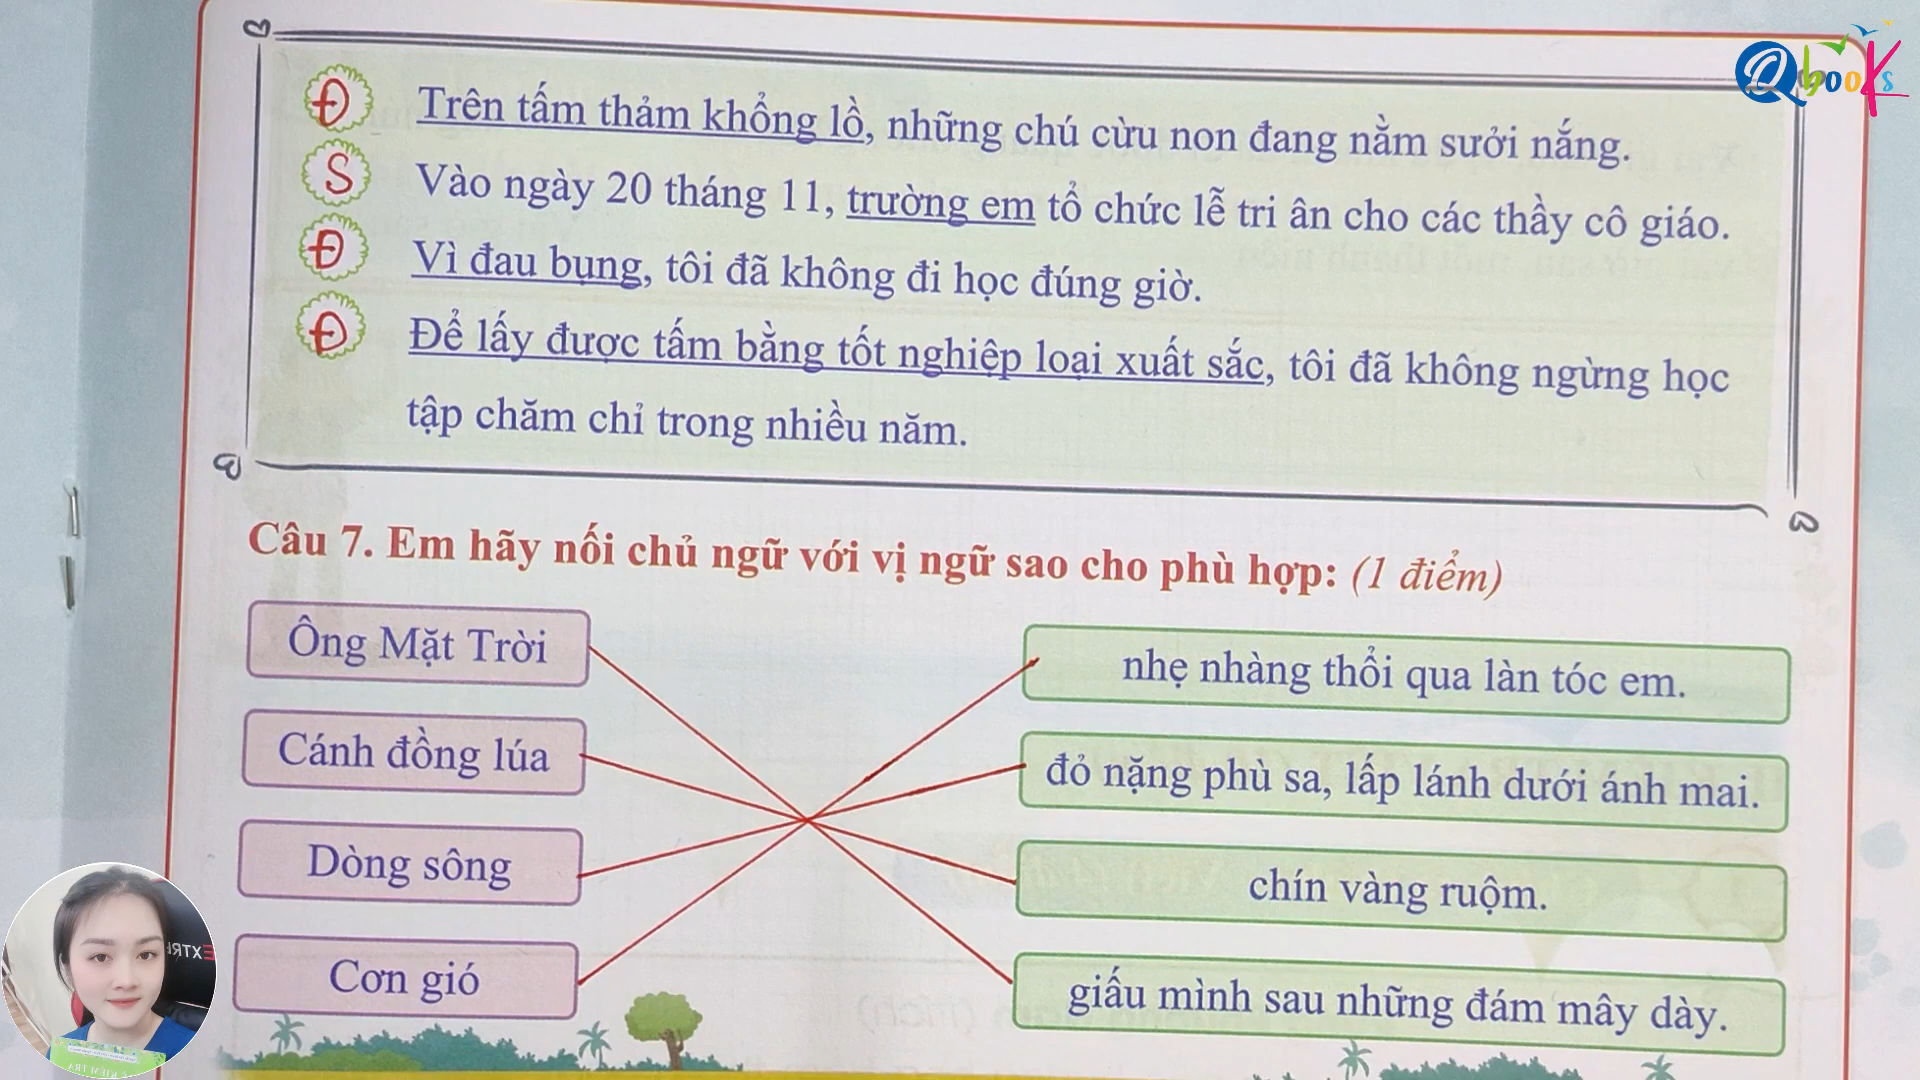 Qbooks
Đ Trên tấm thảm khổng lồ, những chú cừu non đang nằm sưởi nắng.
S Vào ngày 20 tháng 11, trường em tổ chức lễ tri ân cho các thầy cô giáo.
Đ Vì đau bụng, tôi đã không đi học đúng giờ.
Đ Để lấy được tấm bằng tốt nghiệp loại xuất sắc, tôi đã không ngừng học
tập chăm chỉ trong nhiều năm.
Câu 7. Em hãy nối chủ ngữ với vị ngữ sao cho phù hợp: (1 điểm)
Ông Mặt Trời
nhẹ nhàng thổi qua làn tóc em.
Cánh đồng lúa
đỏ nặng phù sa, lấp lánh dưới ánh mai.
Dòng sông
chín vàng ruộm.
Cơn gió
giấu mình sau những đám mây dày.